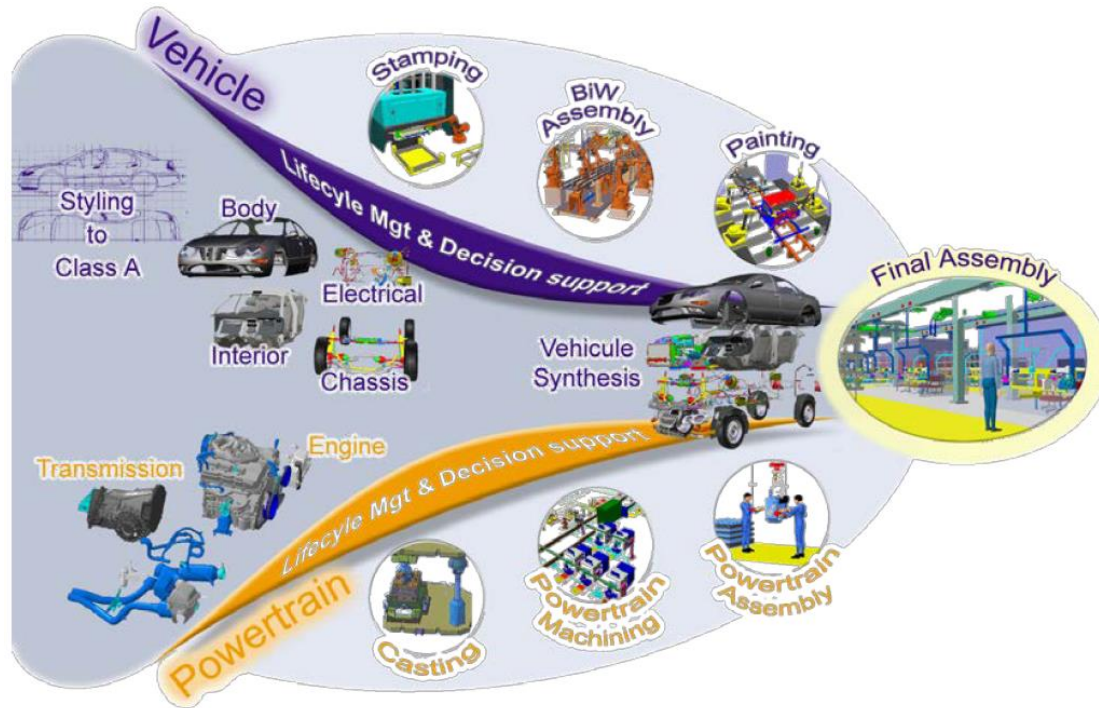 Vehicle
Stamping
BiW
Assembly
Painting
Lifecyle Mgt & Decision support
Styling
to
Class A
Body
Electrical
Interior
Chassis
Vehicule
Synthesis
Final Assembly
Engine
Transmission
Lifecyle Mgt & Decision support
Powertrain
Casting
Powertrain
Machining
Powertrain
Assembly